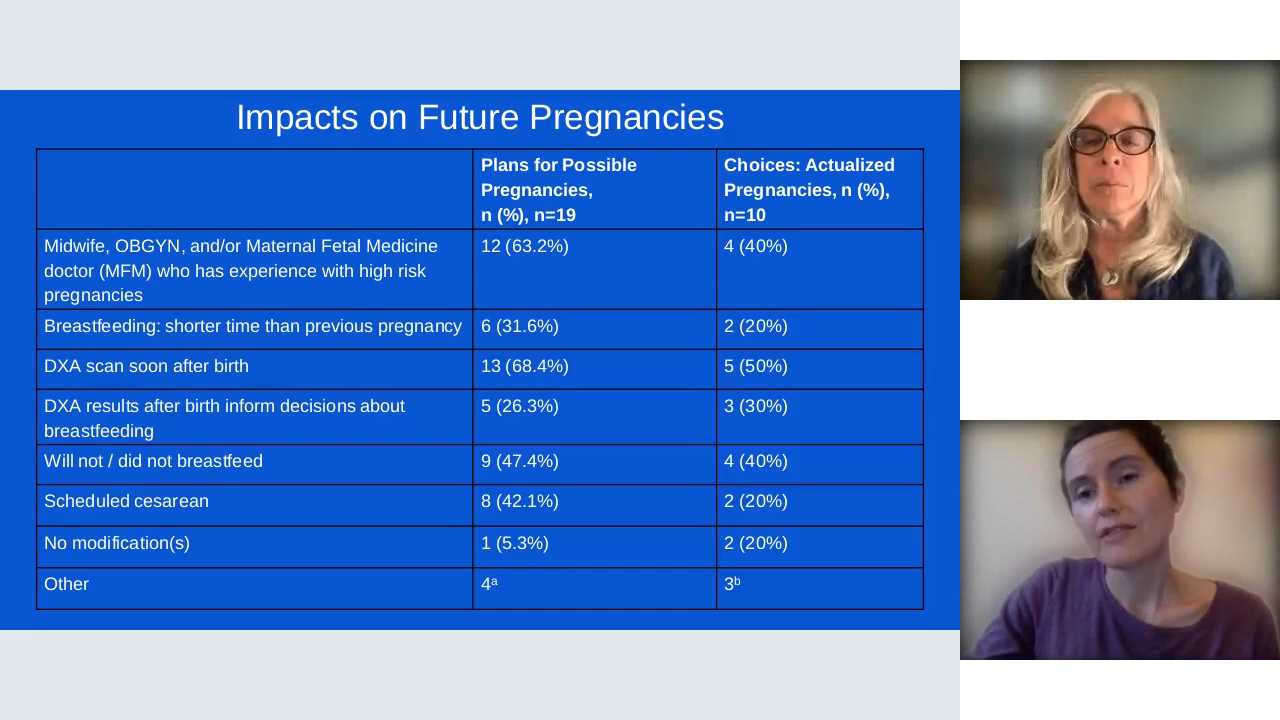 Impacts on Future Pregnancies
Plans for Possible
Pregnancies,
n (%), n=19
Choices: Actualized
Pregnancies, n (%),
n=10
Midwife, OBGYN, and/or Maternal Fetal Medicine
doctor (MFM) who has experience with high risk
pregnancies
12 (63.2%)
4 (40%)
Breastfeeding: shorter time than previous pregnancy
6 (31.6%)
2 (20%)
DXA scan soon after birth
13 (68.4%)
5 (50%)
DXA results after birth inform decisions about
breastfeeding
5 (26.3%)
3 (30%)
Will not / did not breastfeed
9 (47.4%)
4 (40%)
Scheduled cesarean
8 (42.1%)
2 (20%)
No modification(s)
1 (5.3%)
2 (20%)
Other
4ᵃ
3ᵇ